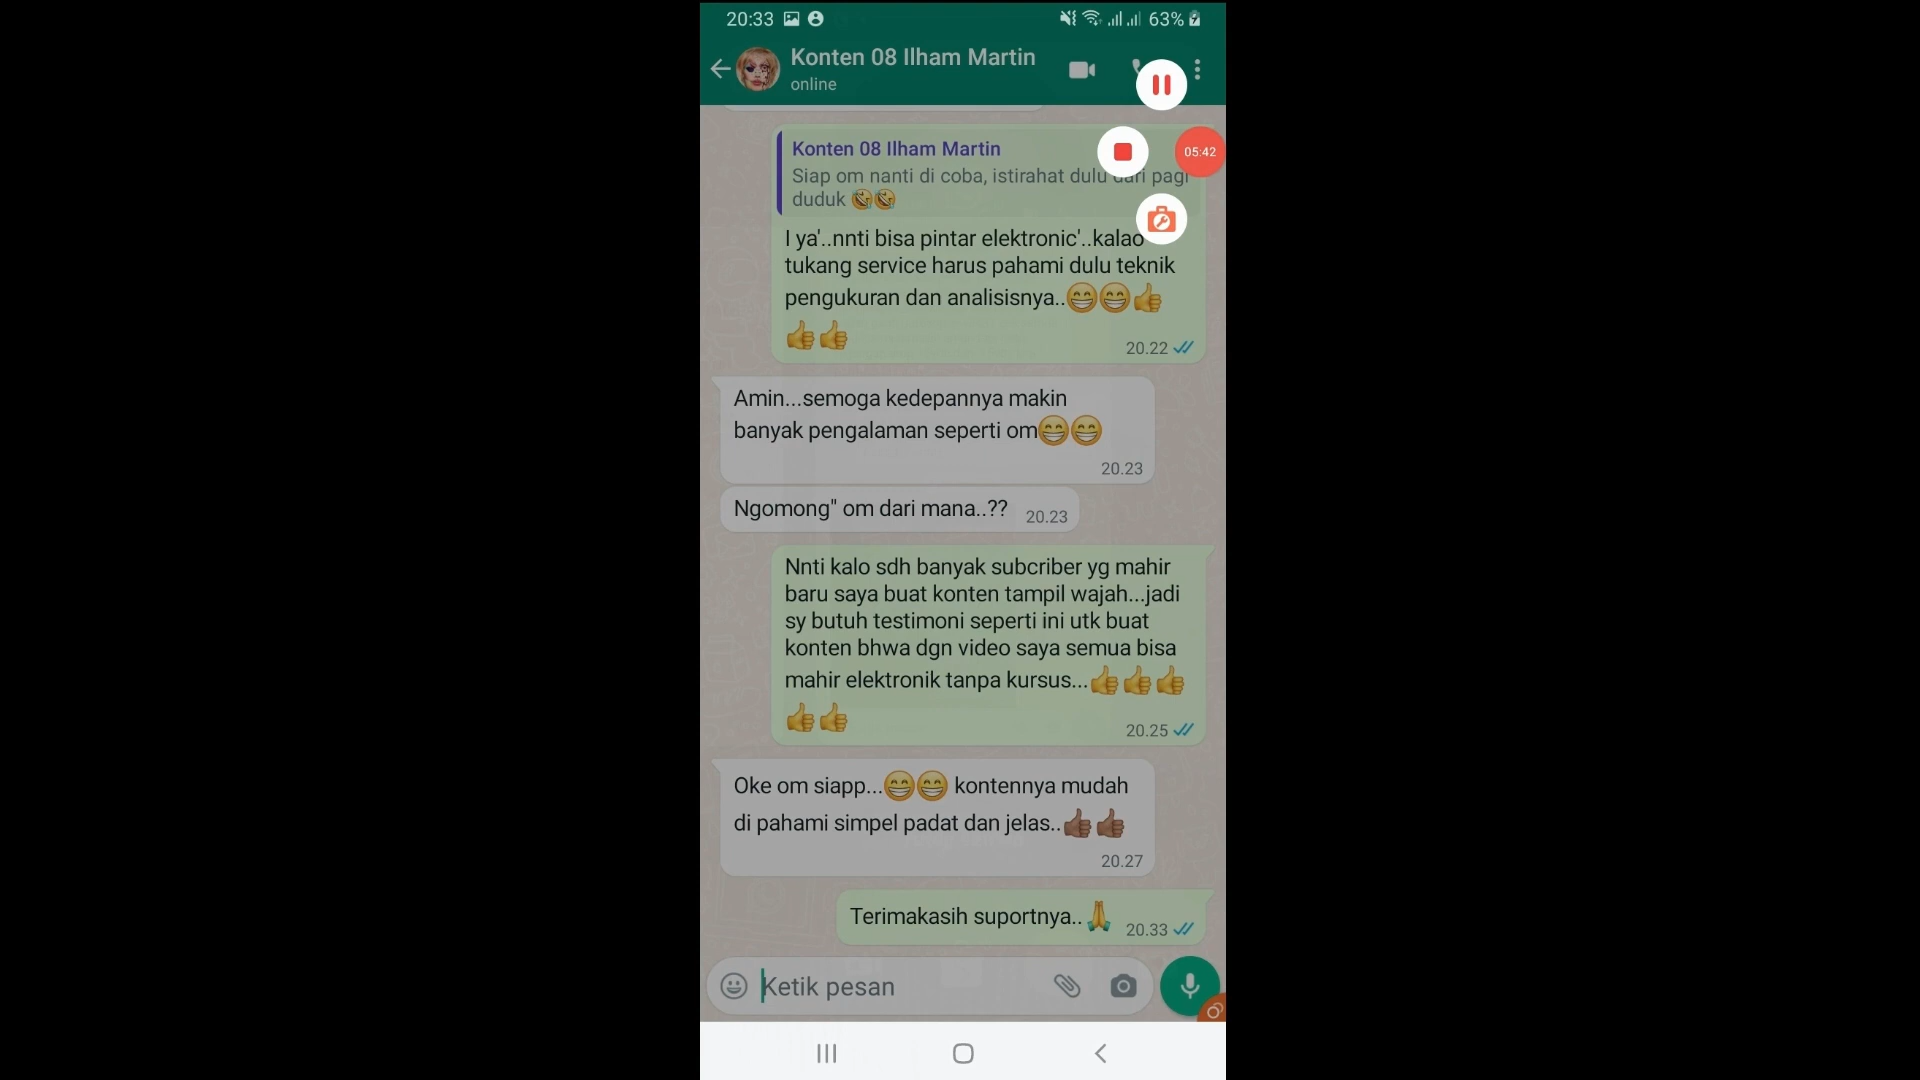 20:33
63%
Konten 08 Ilham Martin
online
Konten 08 Ilham Martin
Siap om nanti di coba, istirahat dulu dari pagi
duduk 🤣🤣
I ya'..nnti bisa pintar elektronic'..kalao
tukang service harus pahami dulu teknik
pengukuran dan analisisnya..😁😁👍
👍👍
20.22
05:42
Amin...semoga kedepannya makin
banyak pengalaman seperti om😁😁
20.23
Ngomong" om dari mana..??
20.23
Nnti kalo sdh banyak subcriber yg mahir
baru saya buat konten tampil wajah...jadi
sy butuh testimoni seperti ini utk buat
konten bhwa dgn video saya semua bisa
mahir elektronik tanpa kursus...👍👍👍
👍👍
20.25
Oke om siapp...😁😁 kontennya mudah
di pahami simpel padat dan jelas..👍🏽👍🏽
20.27
Terimakasih suportnya..🙏
20.33
Ketik pesan